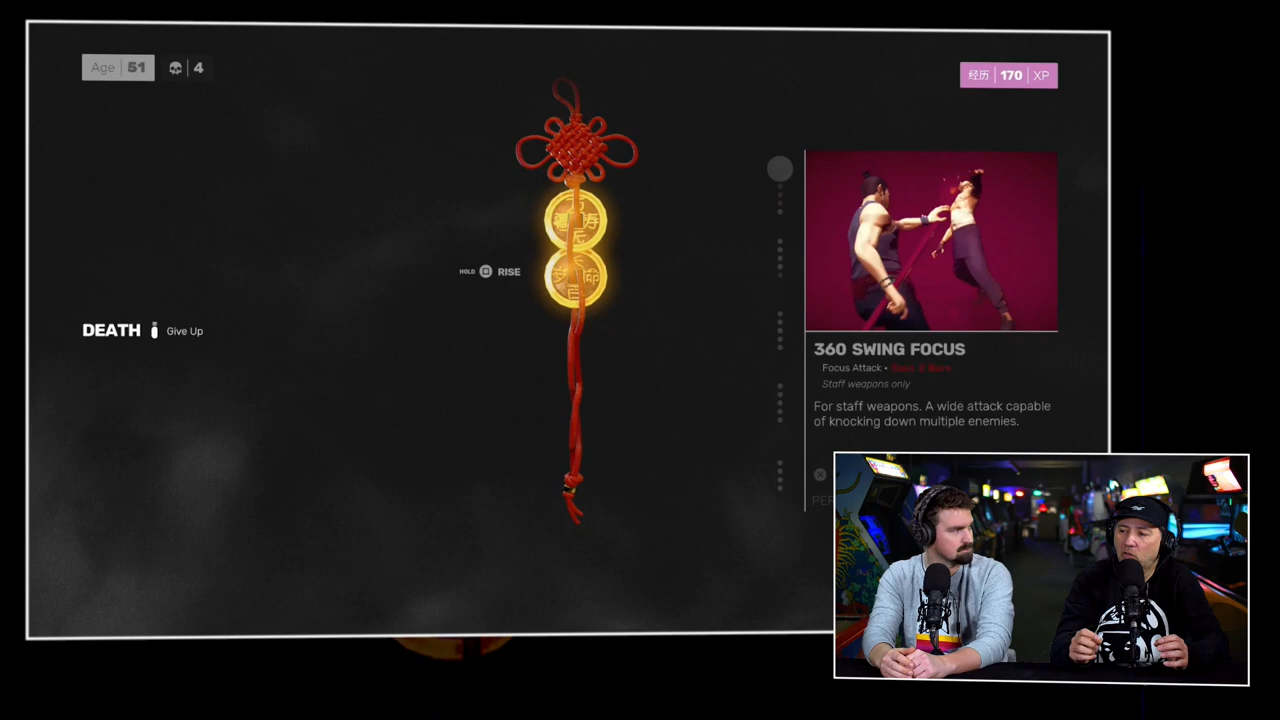 Age 51 4
经历 170 XP
HOLD RISE
DEATH Give Up
360 SWING FOCUS
Focus Attack •
Staff weapons only
For staff weapons. A wide attack capable
of knocking down multiple enemies.